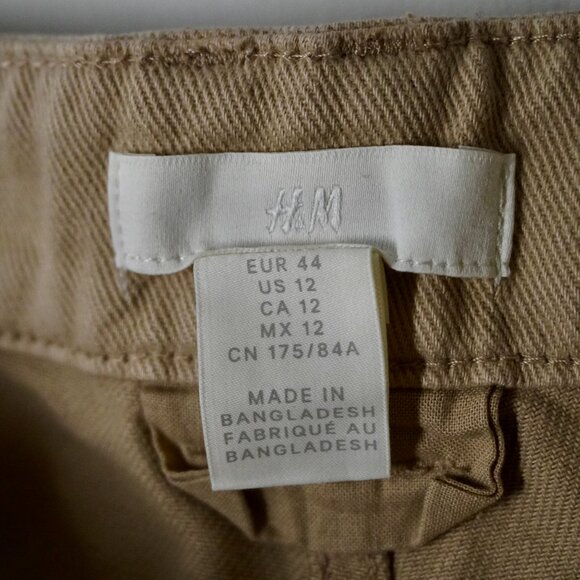 H&M
EUR 44
US 12
CA 12
MX 12
CN 175/84A
MADE IN
BANGLADESH
FABRIQUÉ AU
BANGLADESH